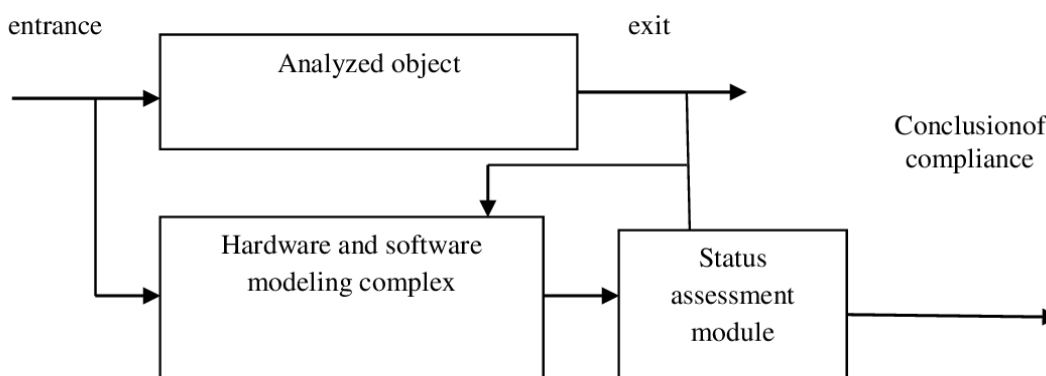 entrance
exit
Analyzed object
Conclusionof
compliance
Hardware and software
modeling complex
Status
assessment
module